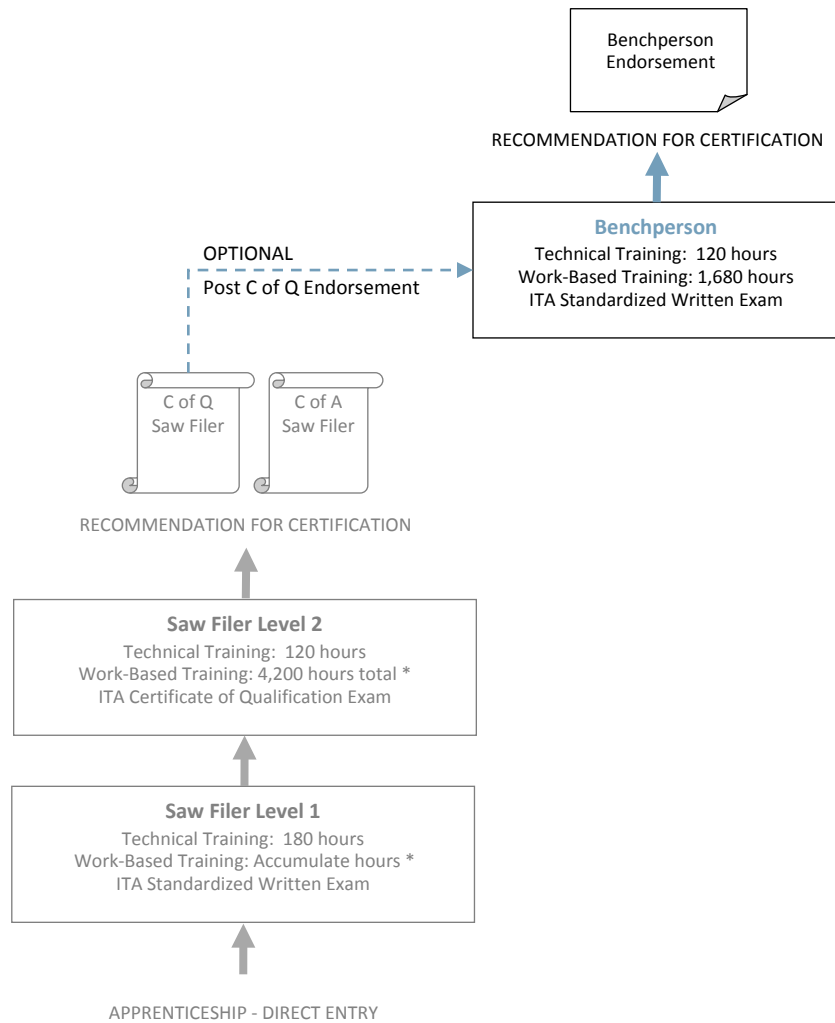 Benchperson
Endorsement
RECOMMENDATION FOR CERTIFICATION
Benchperson
Technical Training:  120 hours
Work-Based Training: 1,680 hours
ITA Standardized Written Exam
OPTIONAL
Post C of Q Endorsement
C of Q
Saw Filer
C of A
Saw Filer
RECOMMENDATION FOR CERTIFICATION
Saw Filer Level 2
Technical Training:  120 hours
Work-Based Training: 4,200 hours total *
ITA Certificate of Qualification Exam
Saw Filer Level 1
Technical Training:  180 hours
Work-Based Training: Accumulate hours *
ITA Standardized Written Exam
APPRENTICESHIP - DIRECT ENTRY